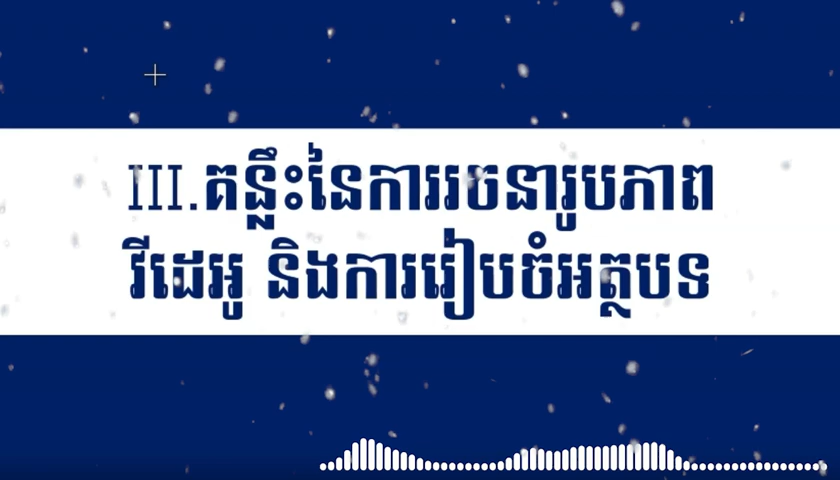 III.គន្លឹះនៃការរចនារូបភាព
វីដេអូ និងការរៀបចំអត្ថបទ